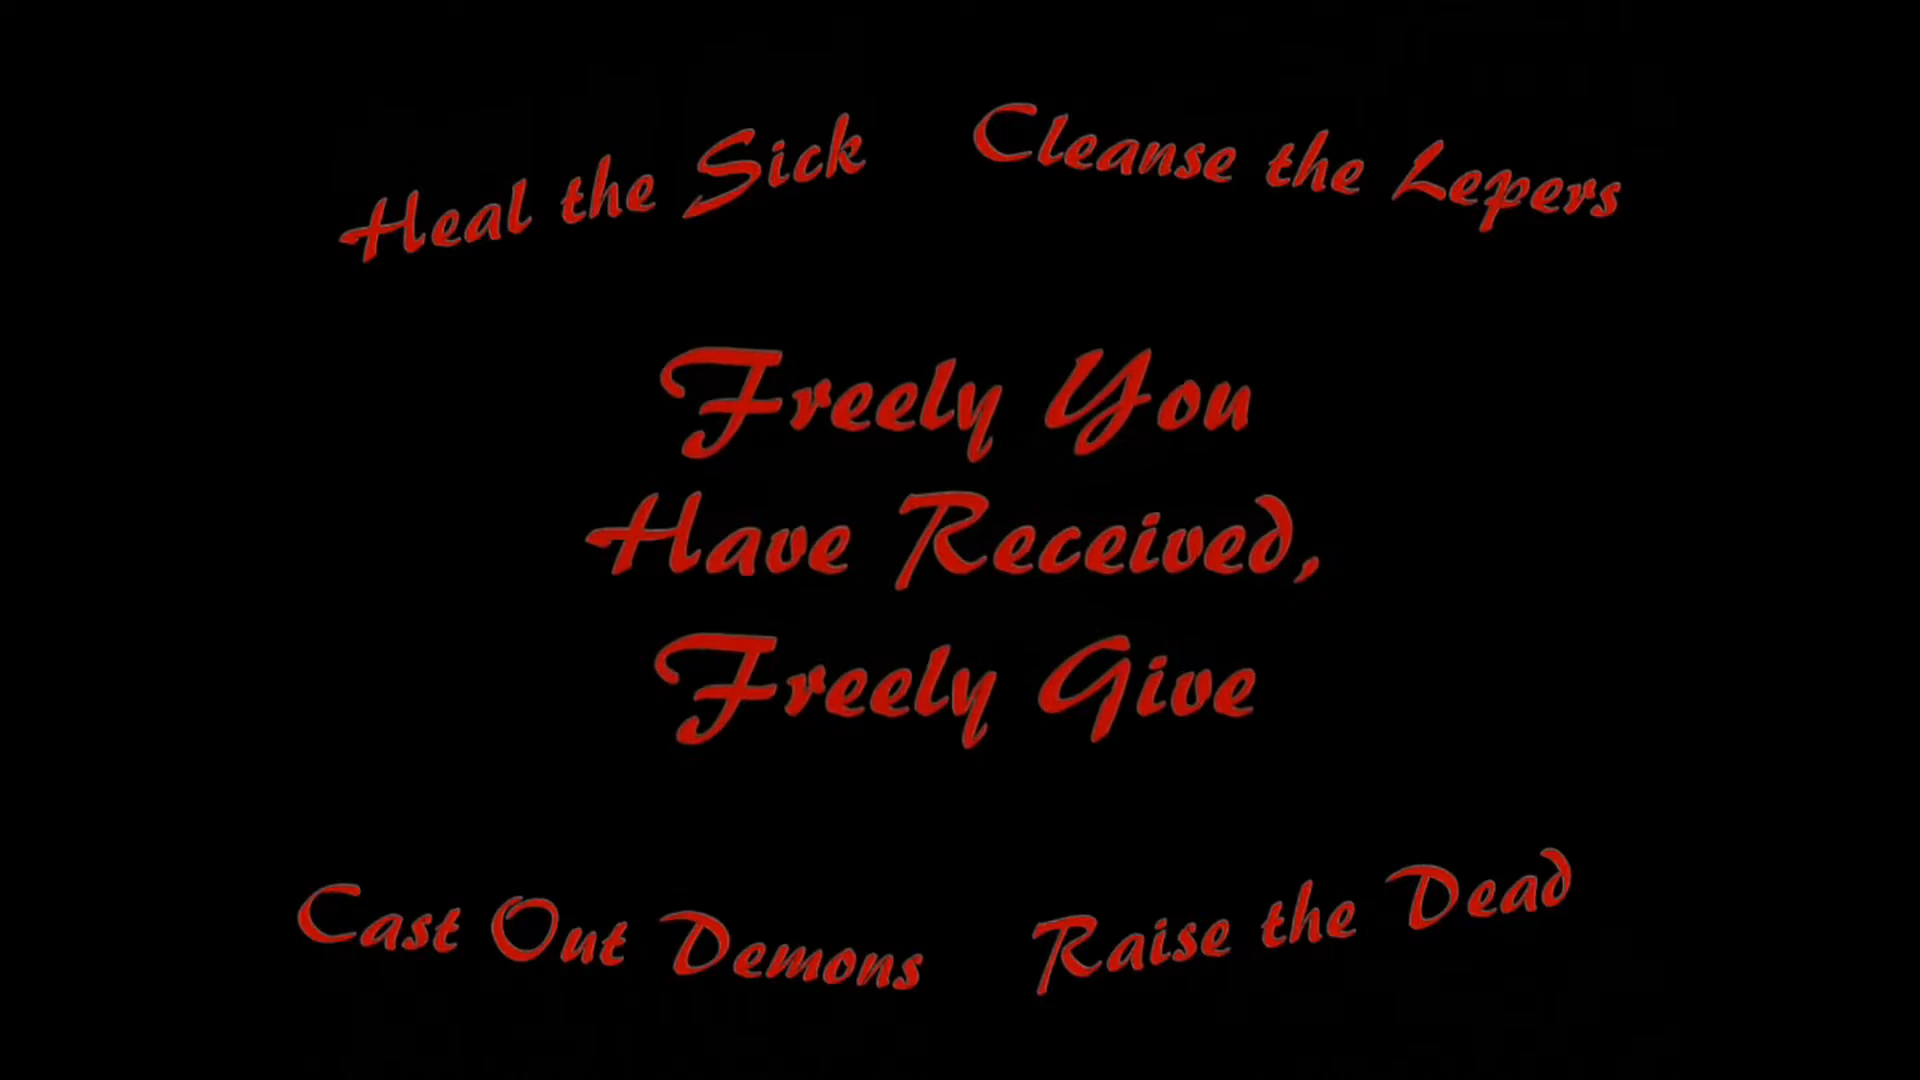 Heal the Sick
Cleanse the Lepers
Freely You
Have Received,
Freely Give
Cast Out Demons
Raise the Dead